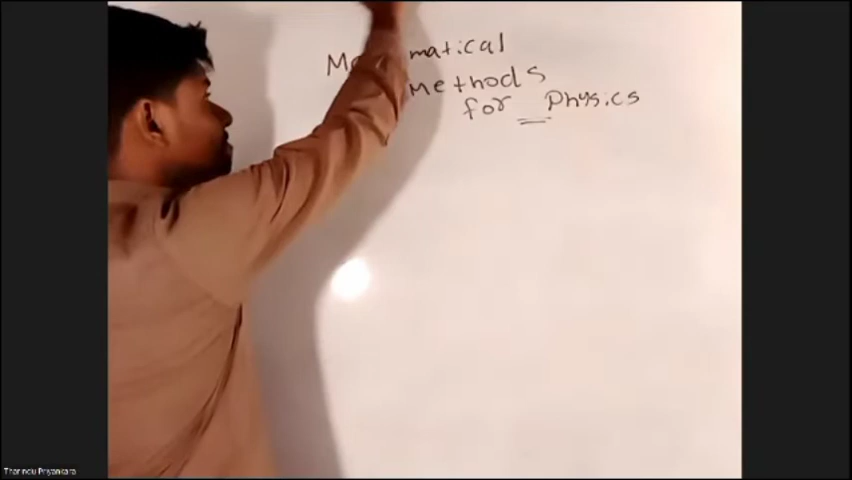 matical
Methods
for Physics
Tharindu Priyankara